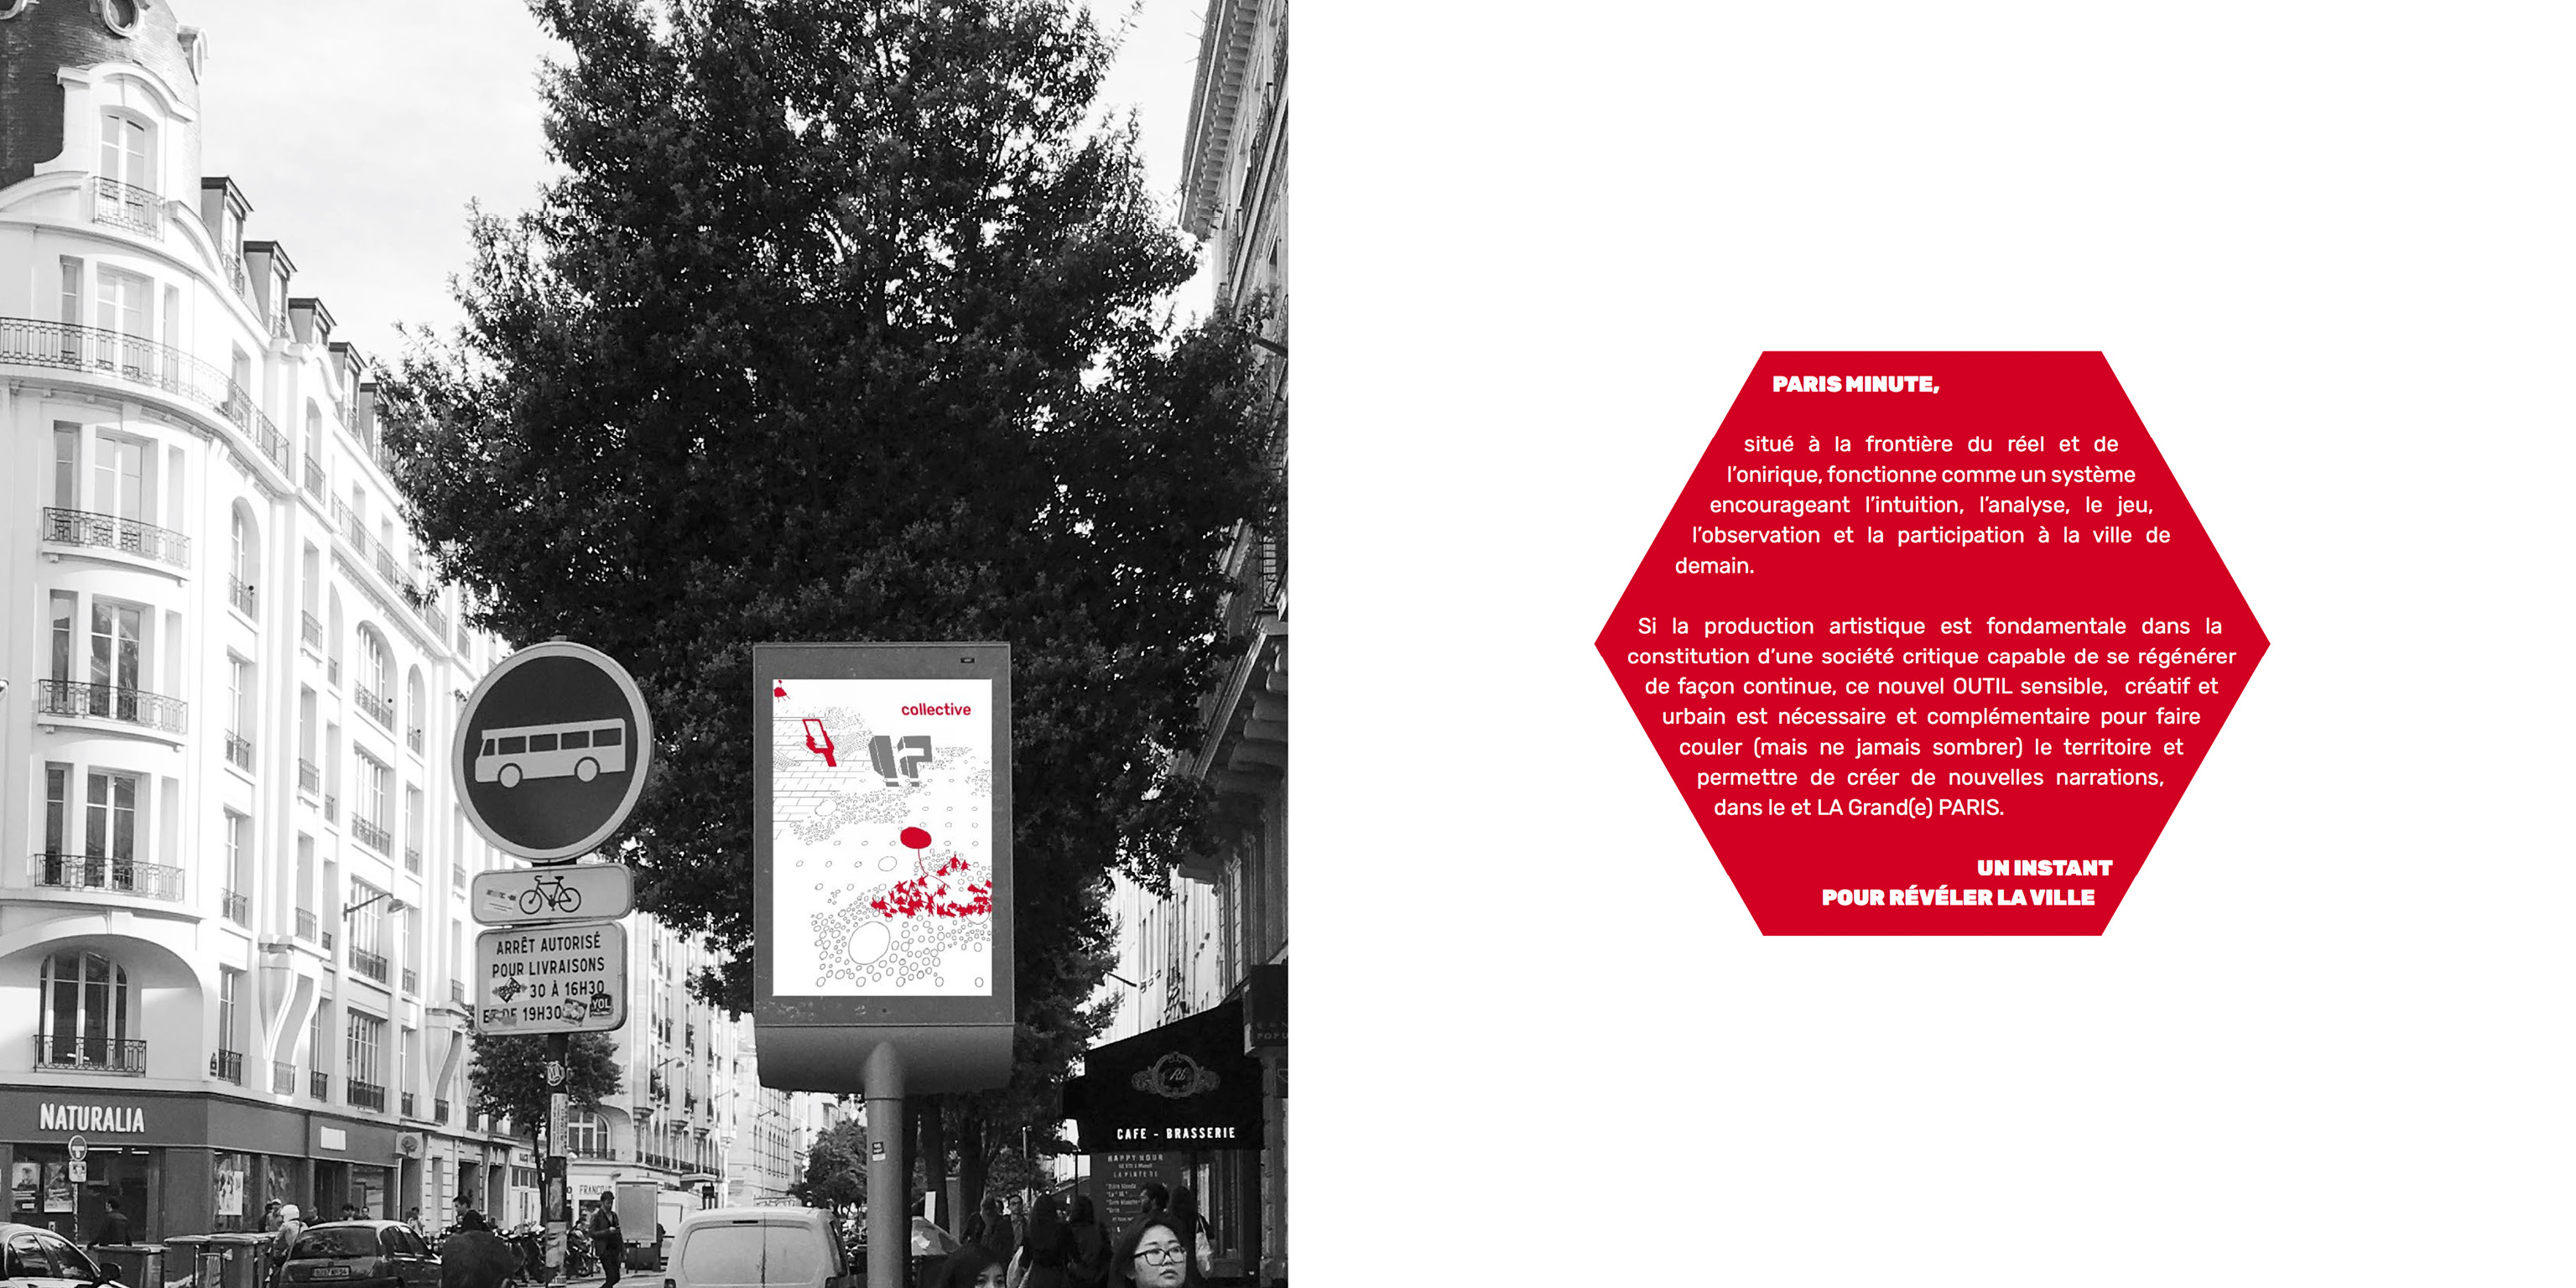 collective
ARRÊT AUTORISÉ
POUR LIVRAISONS
30 À 16H30
DE 19H30
YOL
NATURALIA
FRANÇOIS
CAFE - BRASSERIE
HAPPY HOUR
PARIS MINUTE,
situé à la frontière du réel et de
l’onirique, fonctionne comme un système
encourageant l’intuition, l’analyse, le jeu,
l’observation et la participation à la ville de
demain.
Si la production artistique est fondamentale dans la
constitution d’une société critique capable de se régénérer
de façon continue, ce nouvel OUTIL sensible, créatif et
urbain est nécessaire et complémentaire pour faire
couler (mais ne jamais sombrer) le territoire et
permettre de créer de nouvelles narrations,
dans le et LA Grand(e) PARIS.
UN INSTANT
POUR RÉVÉLER LA VILLE